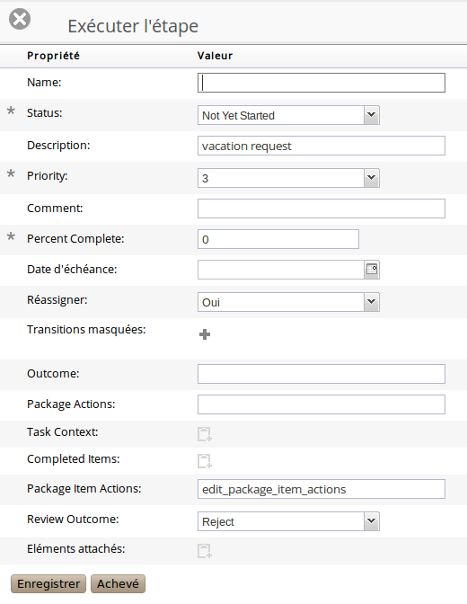 Exécuter l'étape
Propriété Valeur
Name:
* Status: Not Yet Started
Description: vacation request
* Priority: 3
Comment:
* Percent Complete: 0
Date d'échéance:
Réassigner: Oui
Transitions masquées:
Outcome:
Package Actions:
Task Context:
Completed Items:
Package Item Actions: edit_package_item_actions
Review Outcome: Reject
Eléments attachés:
Enregistrer Achevé